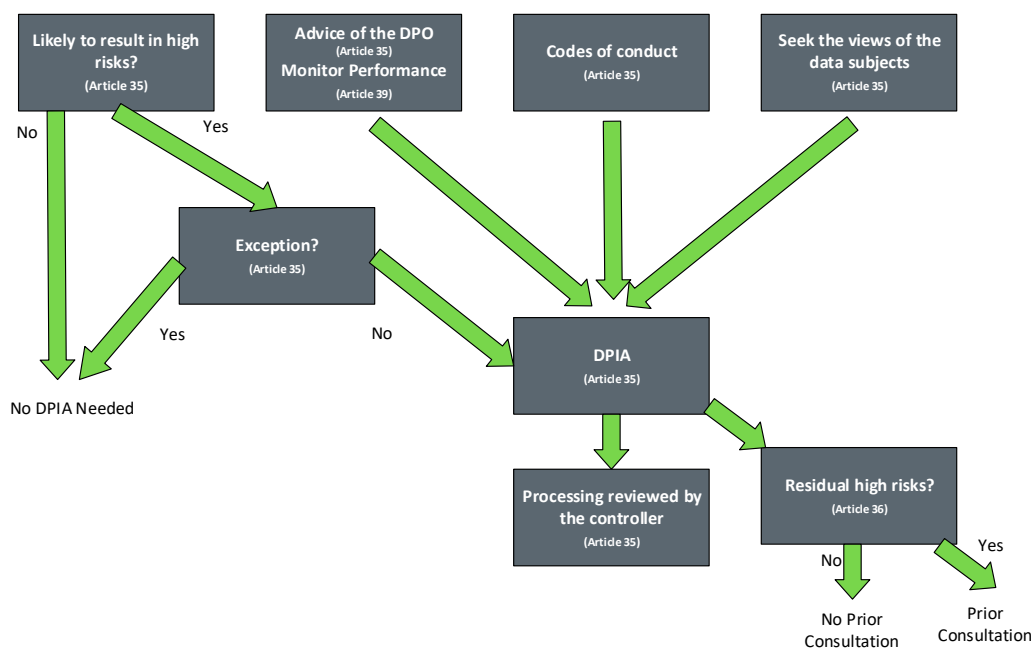 Likely to result in high
risks?
(Article 35)
Advice of the DPO
(Article 35)
Monitor Performance
(Article 39)
Codes of conduct
(Article 35)
Seek the views of the
data subjects
(Article 35)
No
Yes
Exception?
(Article 35)
Yes
No
No DPIA Needed
DPIA
(Article 35)
Processing reviewed by
the controller
(Article 35)
Residual high risks?
(Article 36)
No
Yes
No Prior
Consultation
Prior
Consultation